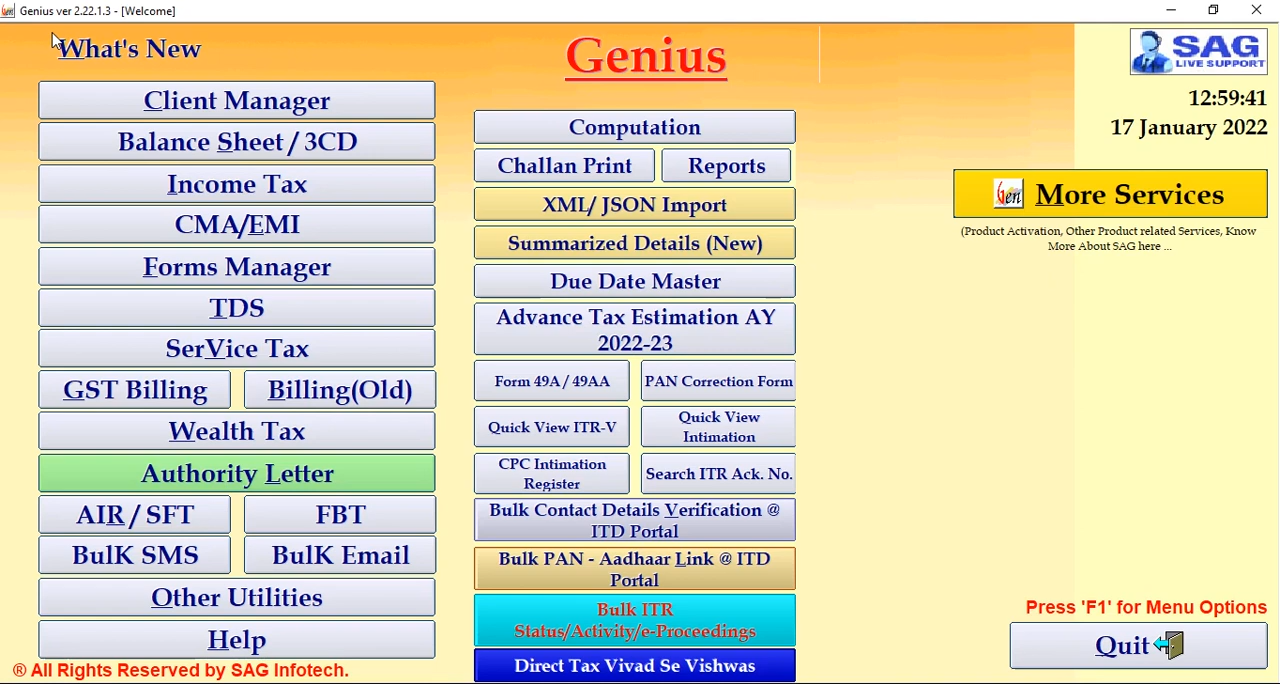 Genius ver 2.22.1.3 - [Welcome]
What's New
Genius
SAG
LIVE SUPPORT
12:59:41
17 January 2022
Client Manager
Balance Sheet / 3CD
Income Tax
CMA/EMI
Forms Manager
TDS
SerVice Tax
GST Billing
Billing(Old)
Wealth Tax
Authority Letter
AIR / SFT
FBT
BulK SMS
BulK Email
Other Utilities
Help
® All Rights Reserved by SAG Infotech.
Computation
Challan Print
Reports
XML/ JSON Import
Summarized Details (New)
Due Date Master
Advance Tax Estimation AY
2022-23
Form 49A / 49AA
PAN Correction Form
Quick View ITR-V
Quick View
Intimation
CPC Intimation
Register
Search ITR Ack. No.
Bulk Contact Details Verification @
ITD Portal
Bulk PAN - Aadhaar Link @ ITD
Portal
Bulk ITR
Status/Activity/e-Proceedings
Direct Tax Vivad Se Vishwas
Gen
More Services
(Product Activation, Other Product related Services, Know
More About SAG here ...
Press 'F1' for Menu Options
Quit